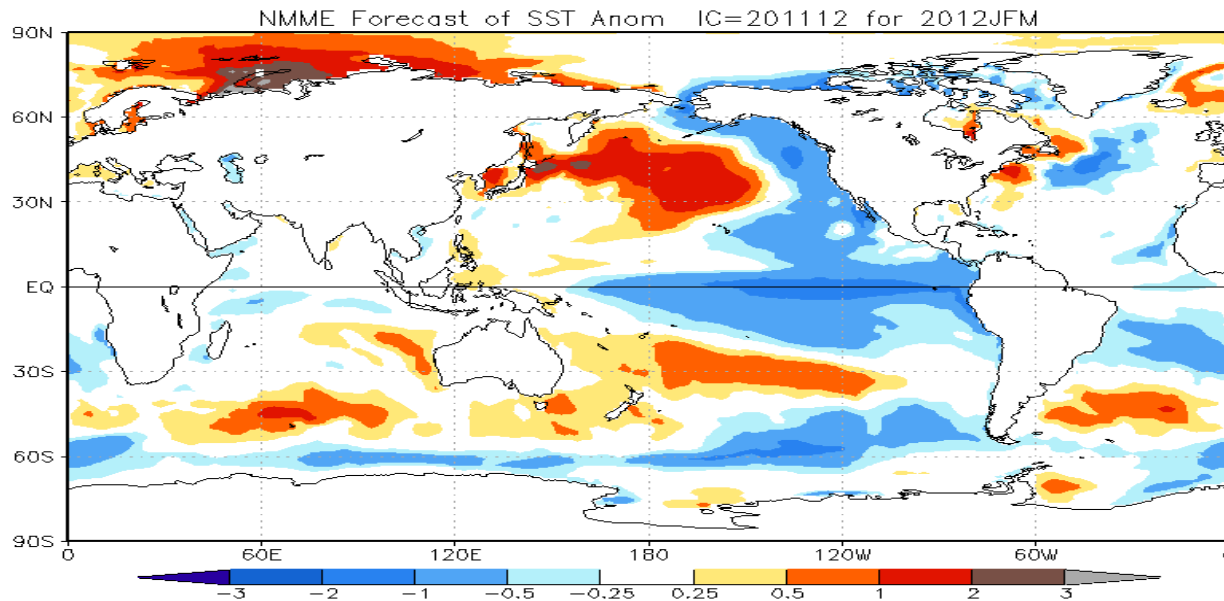 NMME Forecast of SST Anom IC=201112 for 2012JFM
90N
60N
30N
EQ
30S
60S
90S
0 60E 120E 180 120W 60W 0
-3 -2 -1 -0.5 -0.25 0.25 0.5 1 2 3